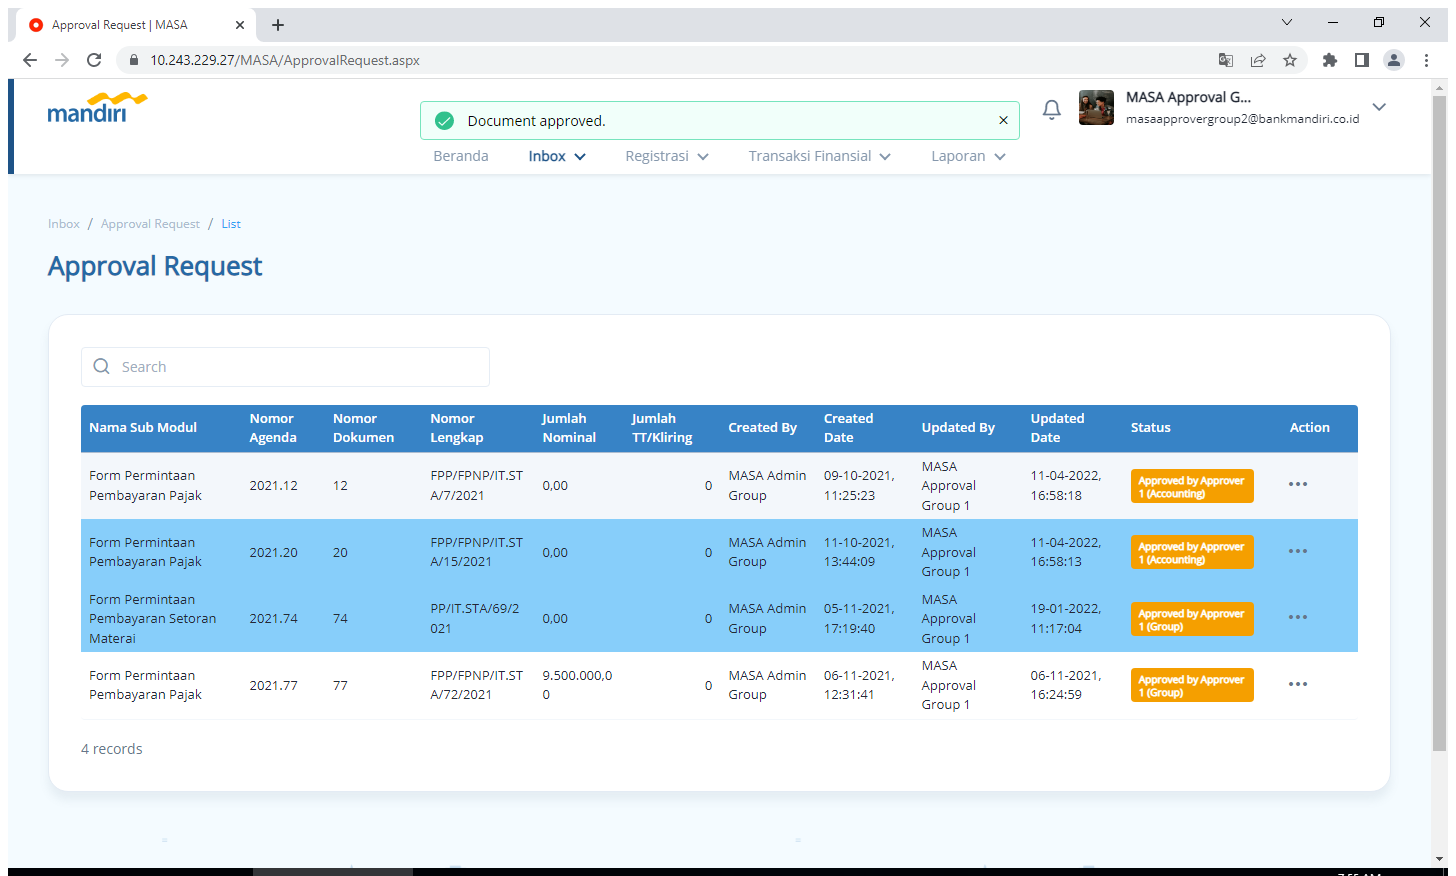 Approval Request | MASA
10.243.229.27/MASA/ApprovalRequest.aspx
mandiri
Document approved.
MASA Approval G...
masaapprovergroup2@bankmandiri.co.id
Beranda Inbox Registrasi Transaksi Finansial Laporan
Inbox / Approval Request / List
Approval Request
Search
Nama Sub Modul Nomor Agenda Nomor Dokumen Nomor Lengkap Jumlah Nominal Jumlah TT/Kliring Created By Created Date Updated By Updated Date Status Action
Form Permintaan Pembayaran Pajak 2021.12 12 FPP/FPNP/IT.STA/7/2021 0,00 0 MASA Admin Group 09-10-2021, 11:25:23 MASA Approval Group 1 11-04-2022, 16:58:18 Approved by Approver 1 (Accounting)
Form Permintaan Pembayaran Pajak 2021.20 20 FPP/FPNP/IT.STA/15/2021 0,00 0 MASA Admin Group 11-10-2021, 13:44:09 MASA Approval Group 1 11-04-2022, 16:58:13 Approved by Approver 1 (Accounting)
Form Permintaan Pembayaran Setoran Materai 2021.74 74 PP/IT.STA/69/2021 0,00 0 MASA Admin Group 05-11-2021, 17:19:40 MASA Approval Group 1 19-01-2022, 11:17:04 Approved by Approver 1 (Group)
Form Permintaan Pembayaran Pajak 2021.77 77 FPP/FPNP/IT.STA/72/2021 9.500.000,00 0 MASA Admin Group 06-11-2021, 12:31:41 MASA Approval Group 1 06-11-2021, 16:24:59 Approved by Approver 1 (Group)
4 records